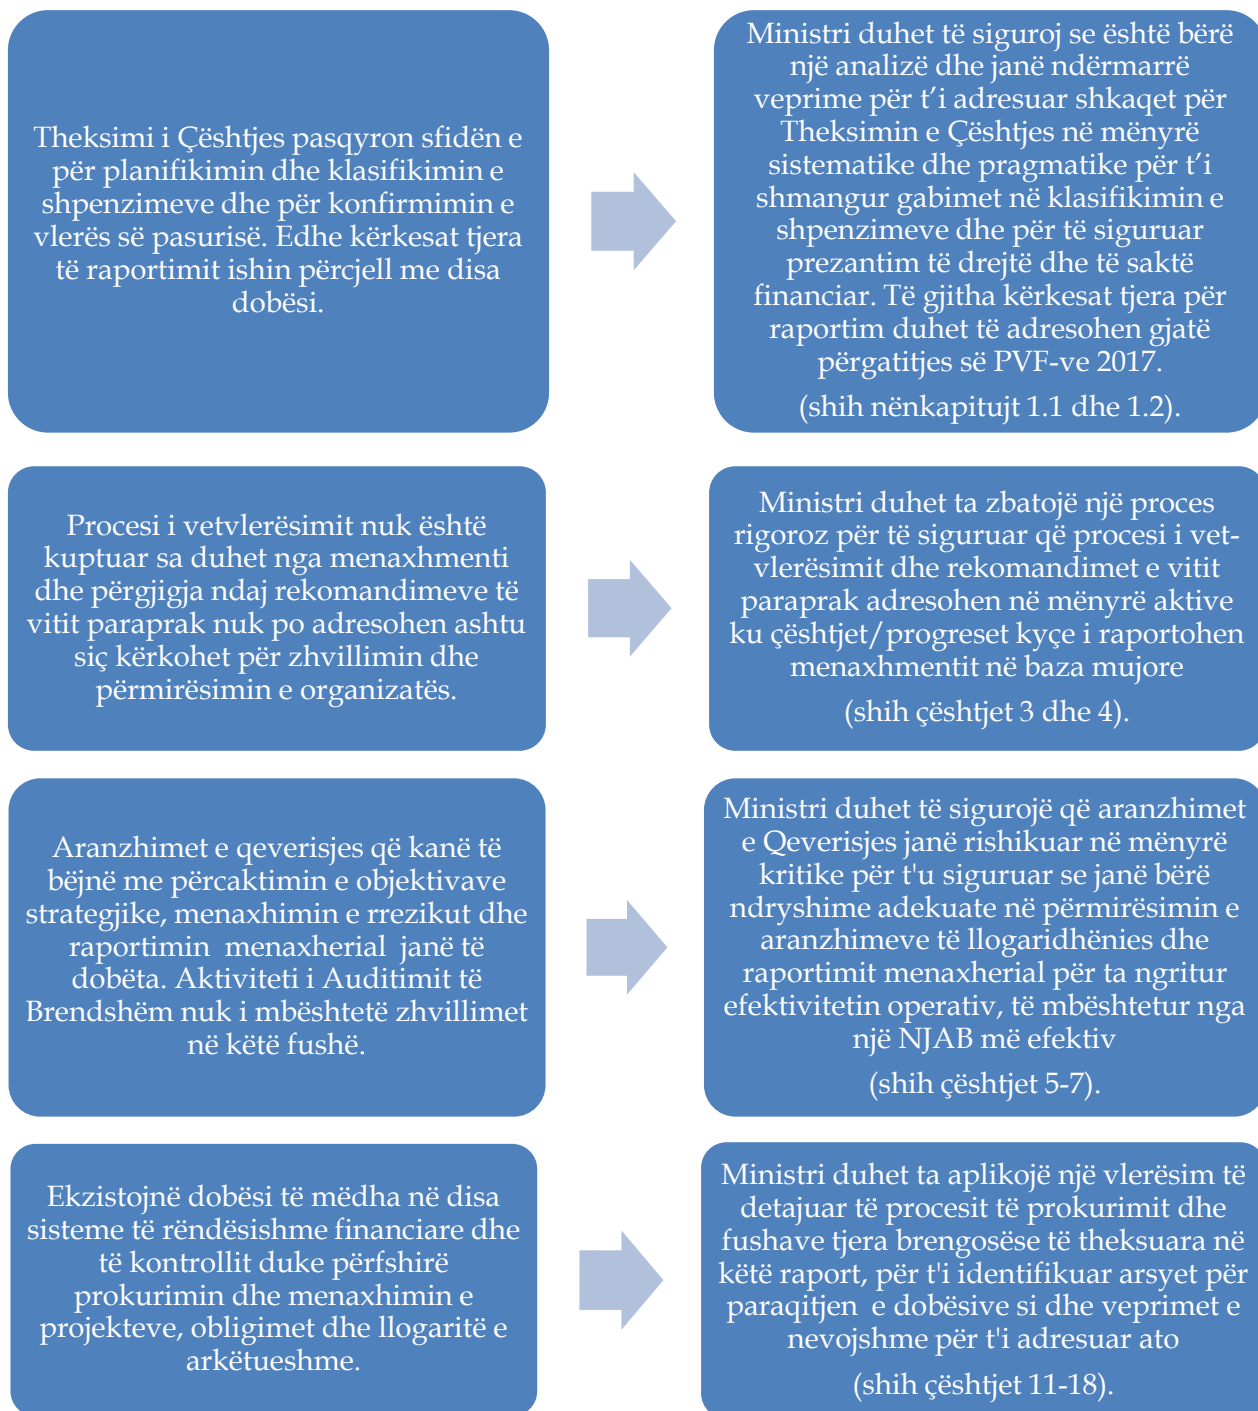 Theksimi i Çështjes pasqyron sfidën e
për planifikimin dhe klasifikimin e
shpenzimeve dhe për konfirmimin e
vlerës së pasurisë. Edhe kërkesat tjera
të raportimit ishin përcjell me disa
dobësi.
Ministri duhet të siguroj se është bërë
një analizë dhe janë ndërmarrë
veprime për t’i adresuar shkaqet për
Theksimin e Çështjes në mënyrë
sistematike dhe pragmatike për t’i
shmangur gabimet në klasifikimin e
shpenzimeve dhe për të siguruar
prezantim të drejtë dhe të saktë
financiar. Të gjitha kërkesat tjera për
raportim duhet të adresohen gjatë
përgatitjes së PVF-ve 2017.
(shih nënkapitujt 1.1 dhe 1.2).
Procesi i vetvlerësimit nuk është
kuptuar sa duhet nga menaxhmenti
dhe përgjigja ndaj rekomandimeve të
vitit paraprak nuk po adresohen ashtu
siç kërkohet për zhvillimin dhe
përmirësimin e organizatës.
Ministri duhet ta zbatojë një proces
rigoroz për të siguruar që procesi i vet-
vlerësimit dhe rekomandimet e vitit
paraprak adresohen në mënyrë aktive
ku çështjet/progreset kyçe i raportohen
menaxhmentit në baza mujore
(shih çështjet 3 dhe 4).
Aranzhimet e qeverisjes që kanë të
bëjnë me përcaktimin e objektivave
strategjike, menaxhimin e rrezikut dhe
raportimin menaxherial janë të
dobëta. Aktiviteti i Auditimit të
Brendshëm nuk i mbështetë zhvillimet
në këtë fushë.
Ministri duhet të sigurojë që aranzhimet
e Qeverisjes janë rishikuar në mënyrë
kritike për t'u siguruar se janë bërë
ndryshime adekuate në përmirësimin e
aranzhimeve të llogaridhënies dhe
raportimit menaxherial për ta ngritur
efektivitetin operativ, të mbështetur nga
një NJAB më efektiv
(shih çështjet 5-7).
Ekzistojnë dobësi të mëdha në disa
sisteme të rëndësishme financiare dhe
të kontrollit duke përfshirë
prokurimin dhe menaxhimin e
projekteve, obligimet dhe llogaritë e
arkëtueshme.
Ministri duhet ta aplikojë një vlerësim të
detajuar të procesit të prokurimit dhe
fushave tjera brengosëse të theksuara në
këtë raport, për t'i identifikuar arsyet për
paraqitjen e dobësive si dhe veprimet e
nevojshme për t'i adresuar ato
(shih çështjet 11-18).